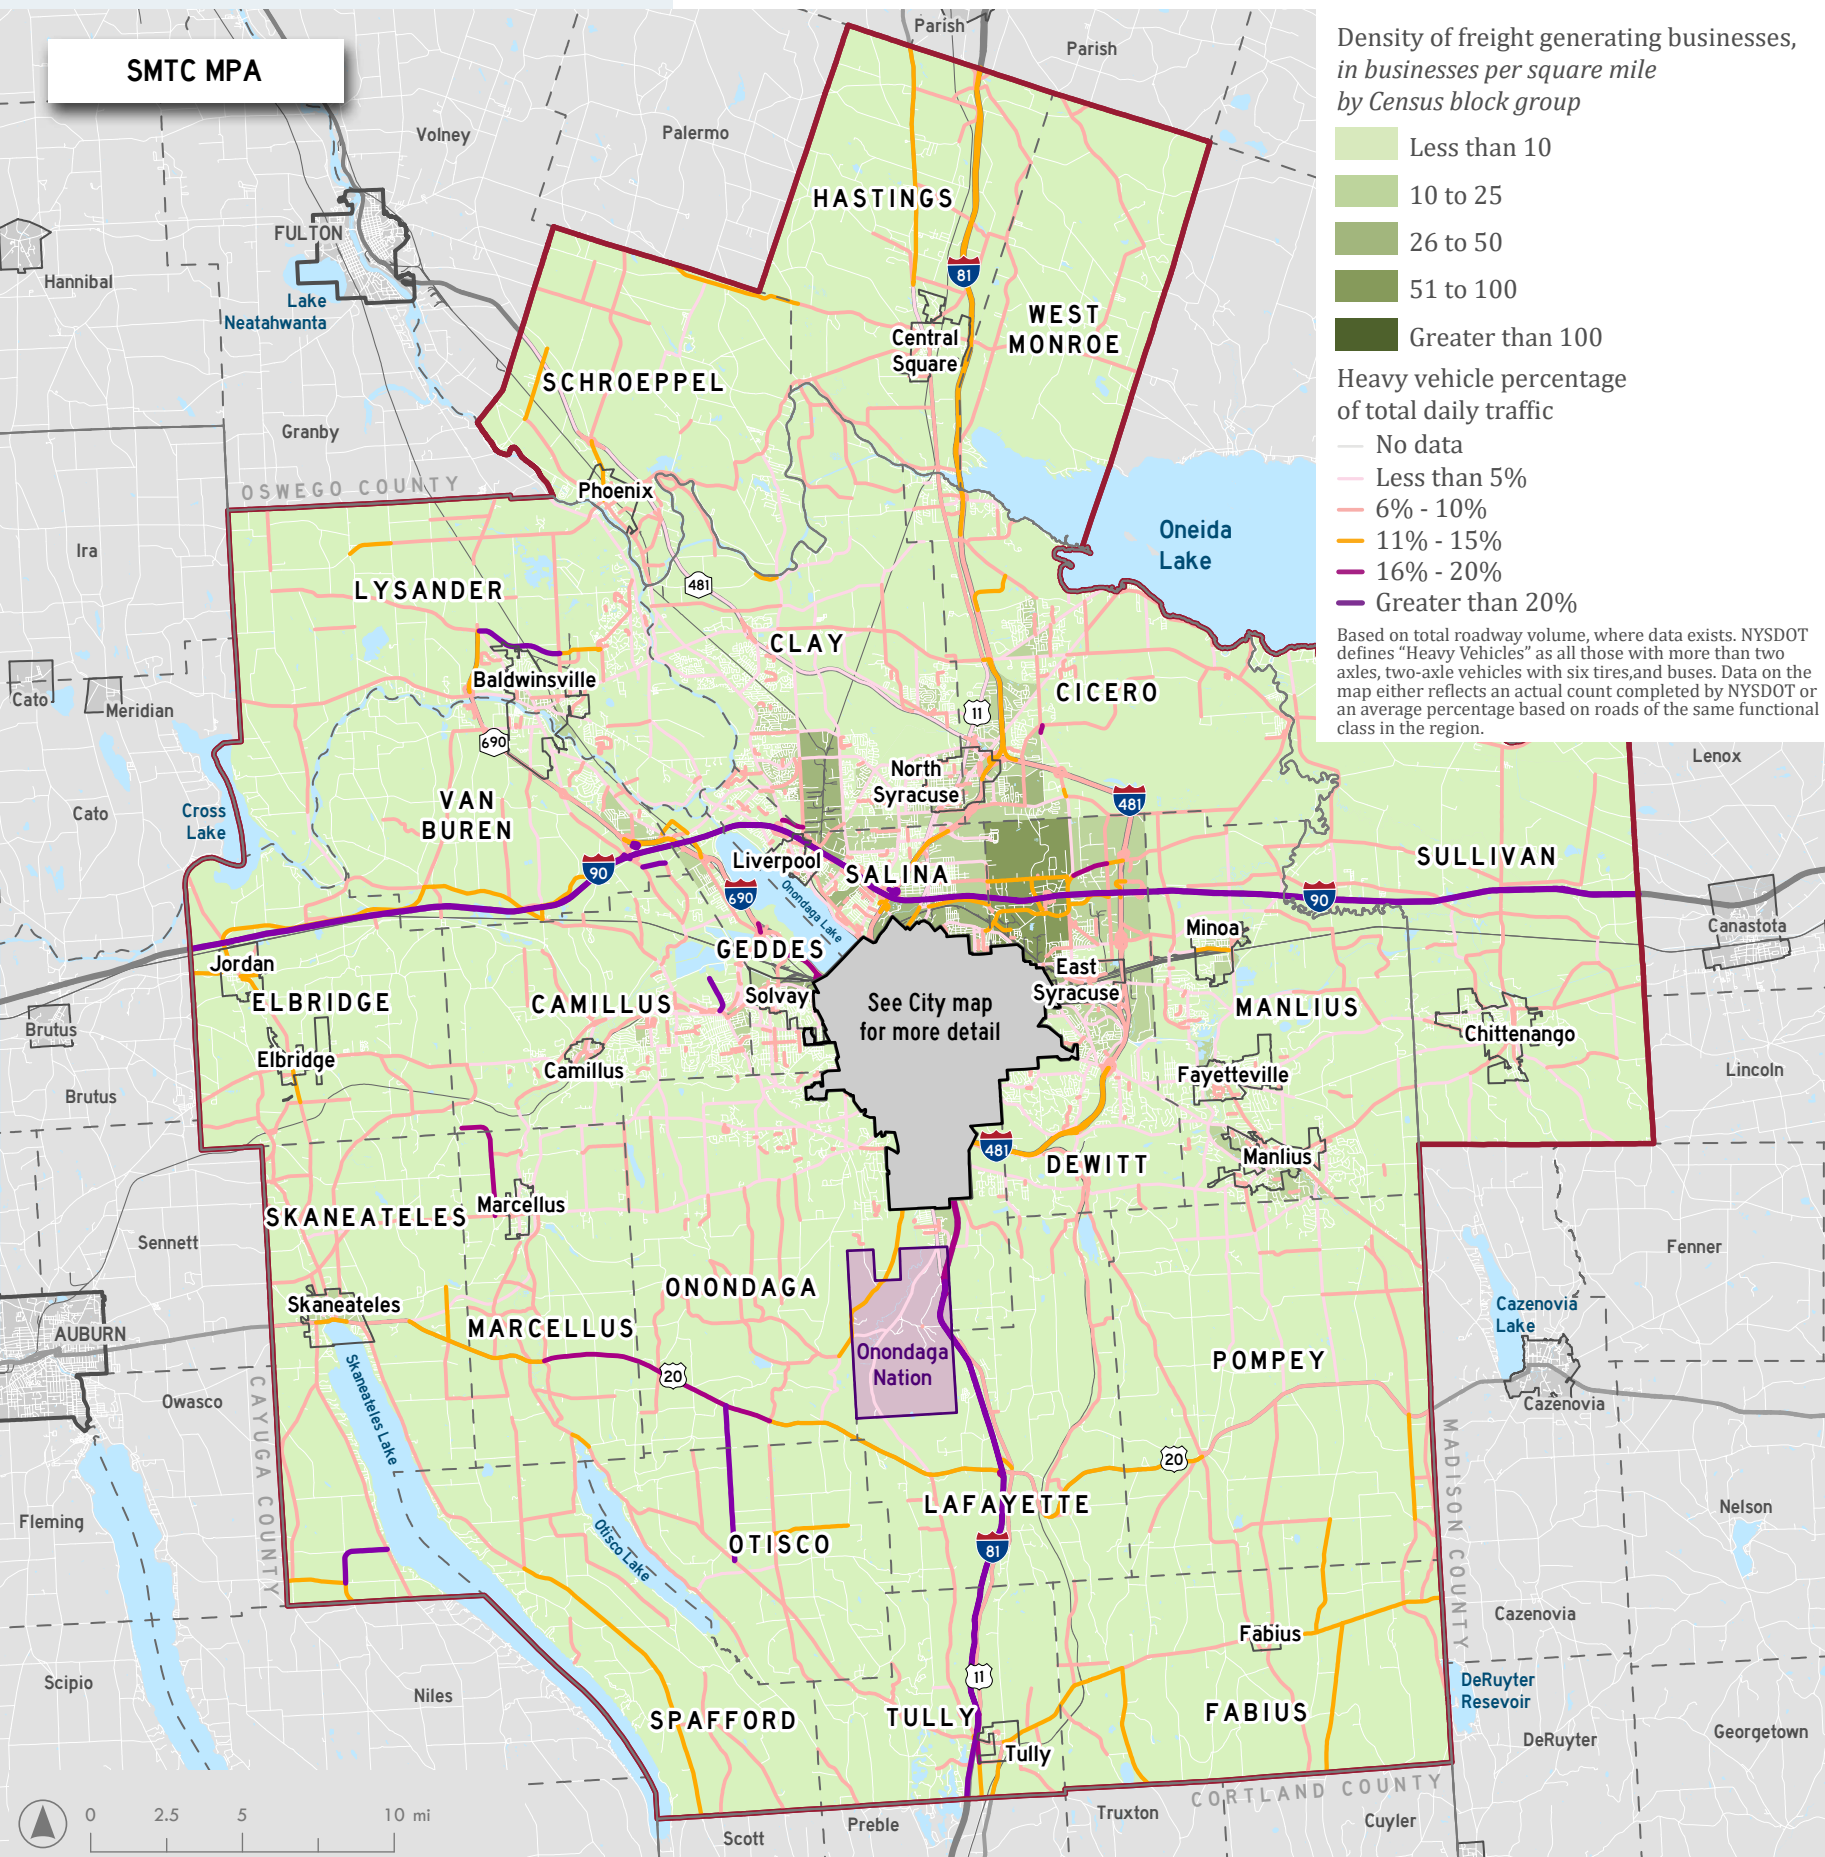 SMTC MPA
Density of freight generating businesses,
in businesses per square mile
by Census block group
Less than 10
10 to 25
26 to 50
51 to 100
Greater than 100
Heavy vehicle percentage
of total daily traffic
No data
Less than 5%
6% - 10%
11% - 15%
16% - 20%
Greater than 20%
Based on total roadway volume, where data exists. NYSDOT
defines “Heavy Vehicles” as all those with more than two
axles, two-axle vehicles with six tires,and buses. Data on the
map either reflects an actual count completed by NYSDOT or
an average percentage based on roads of the same functional
class in the region.
Parish
Parish
Volney
Palermo
HASTINGS
FULTON
Hannibal
Lake
Neatahwanta
81
WEST
MONROE
Central
Square
SCHROEPPEL
Granby
OSWEGO COUNTY
Phoenix
Oneida
Lake
Ira
LYSANDER
481
CLAY
Baldwinsville
CICERO
Cato
Meridian
11
690
North
Syracuse
Lenox
481
VAN
BUREN
Cato
Cross
Lake
Liverpool
SALINA
SULLIVAN
90
690
Onondaga Lake
90
Minoa
Canastota
GEDDES
Jordan
East
Syracuse
ELBRIDGE
CAMILLUS
Solvay
See City map
for more detail
MANLIUS
Brutus
Chittenango
Elbridge
Camillus
Fayetteville
Lincoln
Brutus
481
DEWITT
Manlius
SKANEATELES
Marcellus
Sennett
Fenner
ONONDAGA
Skaneateles
Cazenovia
Lake
AUBURN
MARCELLUS
Onondaga
Nation
POMPEY
20
Owasco
CAYUGA COUNTY
Skaneateles Lake
Cazenovia
MADISON COUNTY
20
LAFAYETTE
Nelson
Fleming
Otisco Lake
OTISCO
81
Cazenovia
Fabius
Scipio
Niles
11
DeRuyter
Resevoir
SPAFFORD
TULLY
FABIUS
Tully
DeRuyter
Georgetown
CORTLAND COUNTY
0 2.5 5 10 mi
Truxton
Preble
Cuyler
Scott